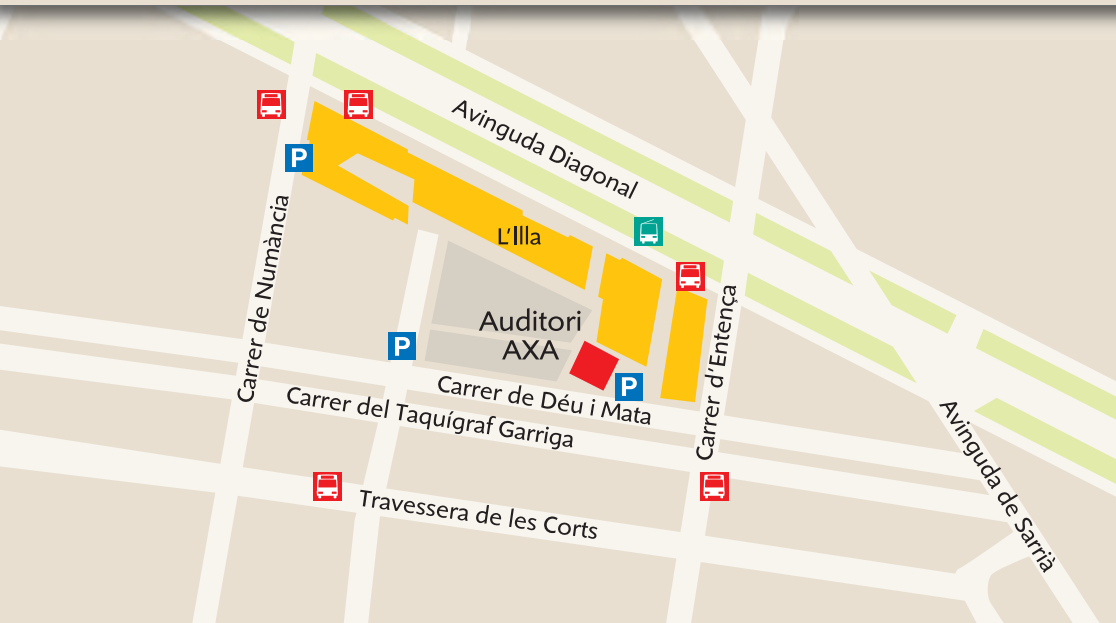 Avinguda Diagonal
P
Carrer de Numància
L'Illa
Auditori
AXA
P
P
Carrer d'Entença
Carrer de Déu i Mata
Carrer del Taquígraf Garriga
Avinguda de Sarrià
Travessera de les Corts